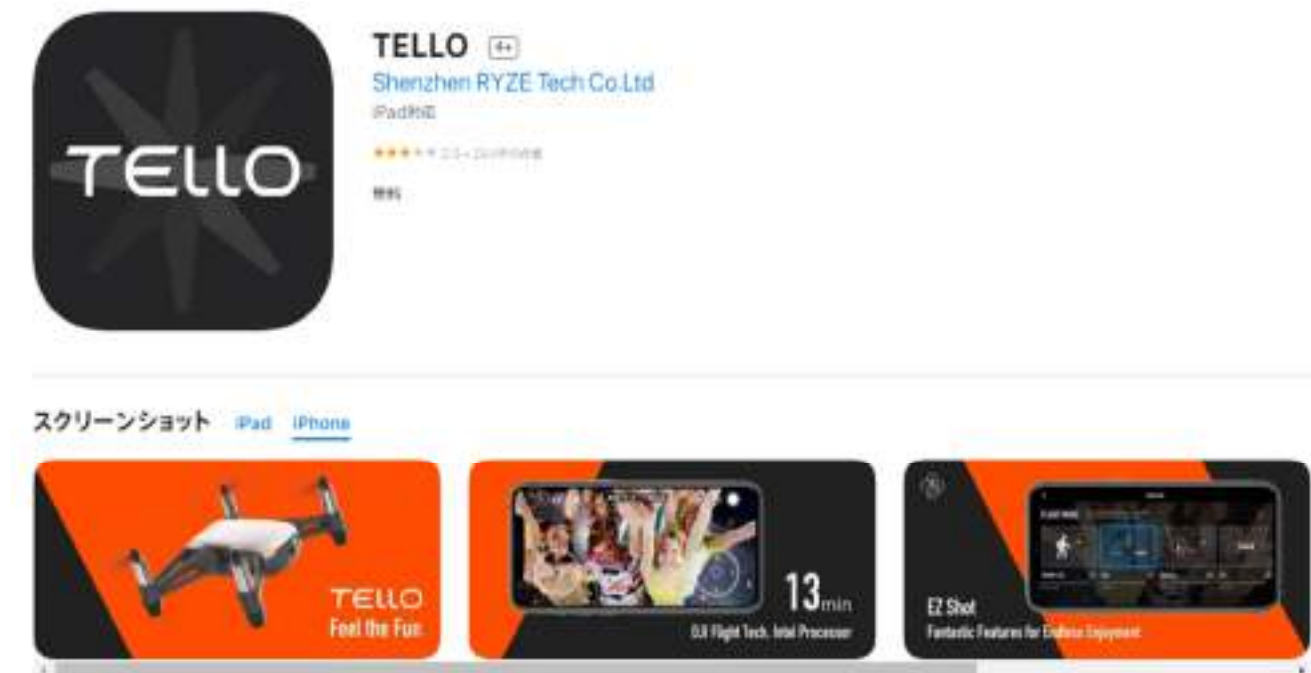 TELLO
TELLO 4+
Shenzhen RYZE Tech Co.Ltd
iPad対応
無料
スクリーンショット iPad iPhone
TELLO
Feel the Fun
13min
DJI Flight Tech, Intel Processor
EZ Shot
Fantastic Features for Endless Enjoyment